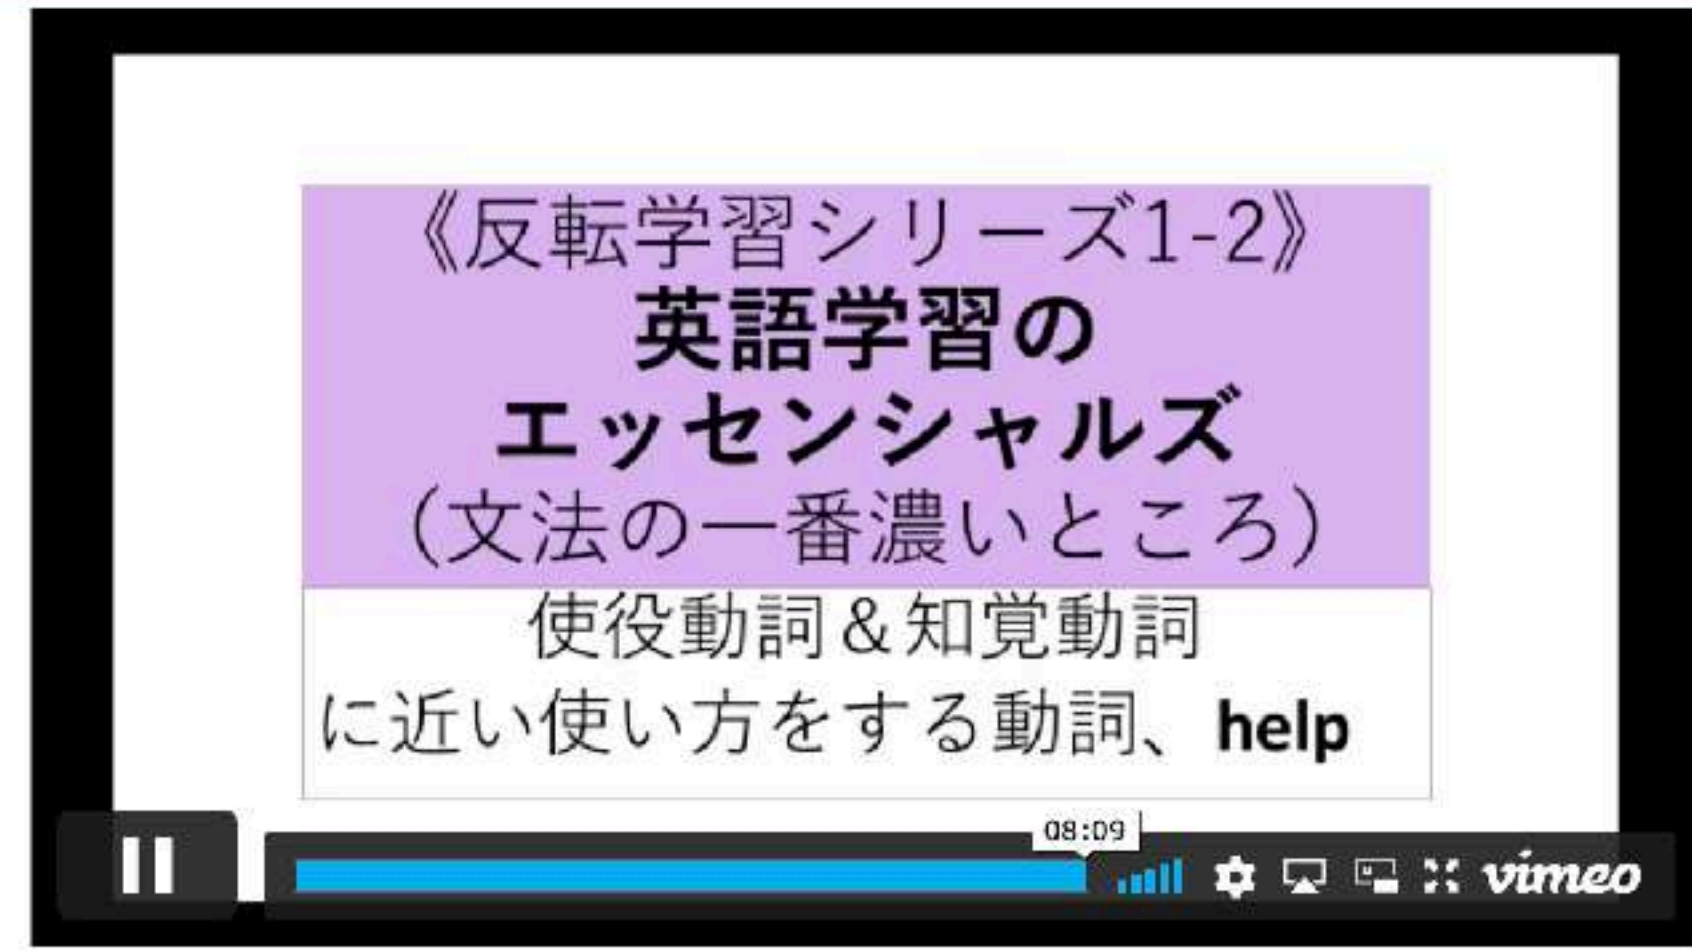 《反転学習シリーズ1-2》
英語学習の
エッセンシャルズ
（文法の一番濃いところ）
使役動詞＆知覚動詞
に近い使い方をする動詞、help
08:09
vimeo